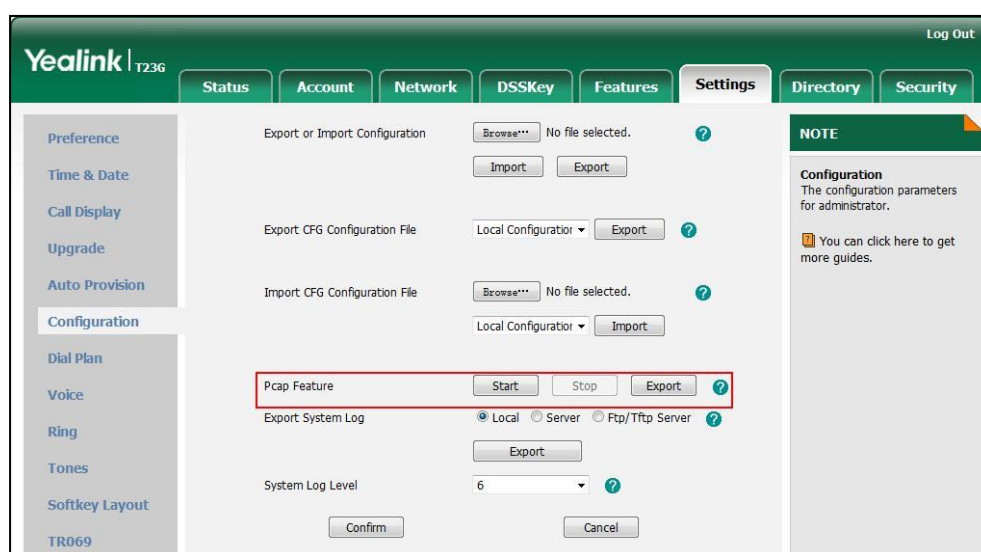 Log Out
Yealink | T23G
Status Account Network DSSKey Features Settings Directory Security
Preference
Time & Date
Call Display
Upgrade
Auto Provision
Configuration
Dial Plan
Voice
Ring
Tones
Softkey Layout
TR069
Export or Import Configuration Browse... No file selected. ?
Import Export
Export CFG Configuration File Local Configuration Export ?
Import CFG Configuration File Browse... No file selected. ?
Local Configuration Import
Pcap Feature Start Stop Export ?
Export System Log Local Server Ftp/Tftp Server ?
Export
System Log Level 6 ?
Confirm Cancel
NOTE
Configuration
The configuration parameters
for administrator.
? You can click here to get
more guides.